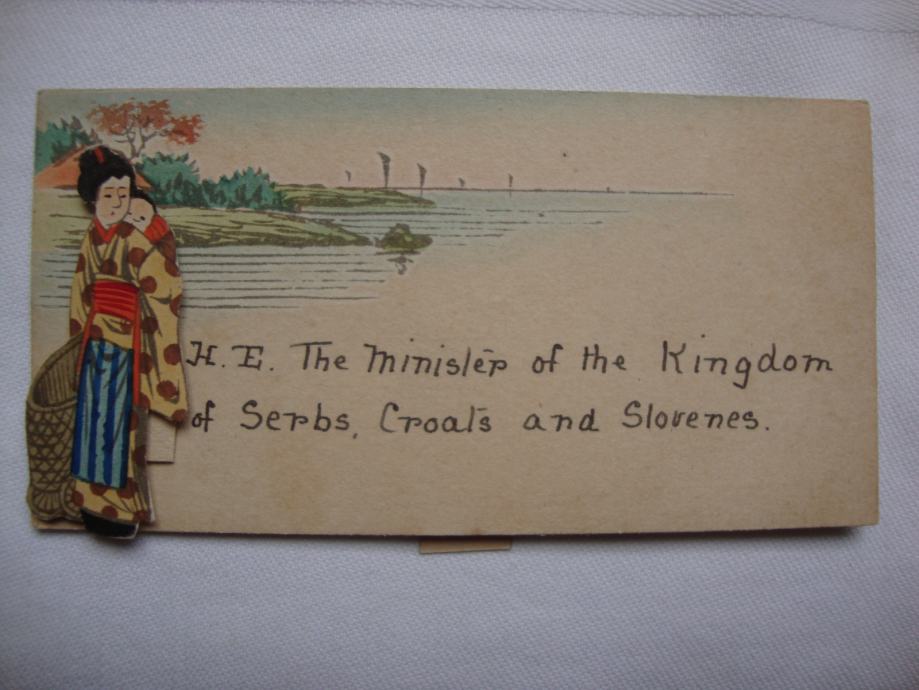 H. E. The Minister of the Kingdom
of Serbs, Croats and Slovenes.